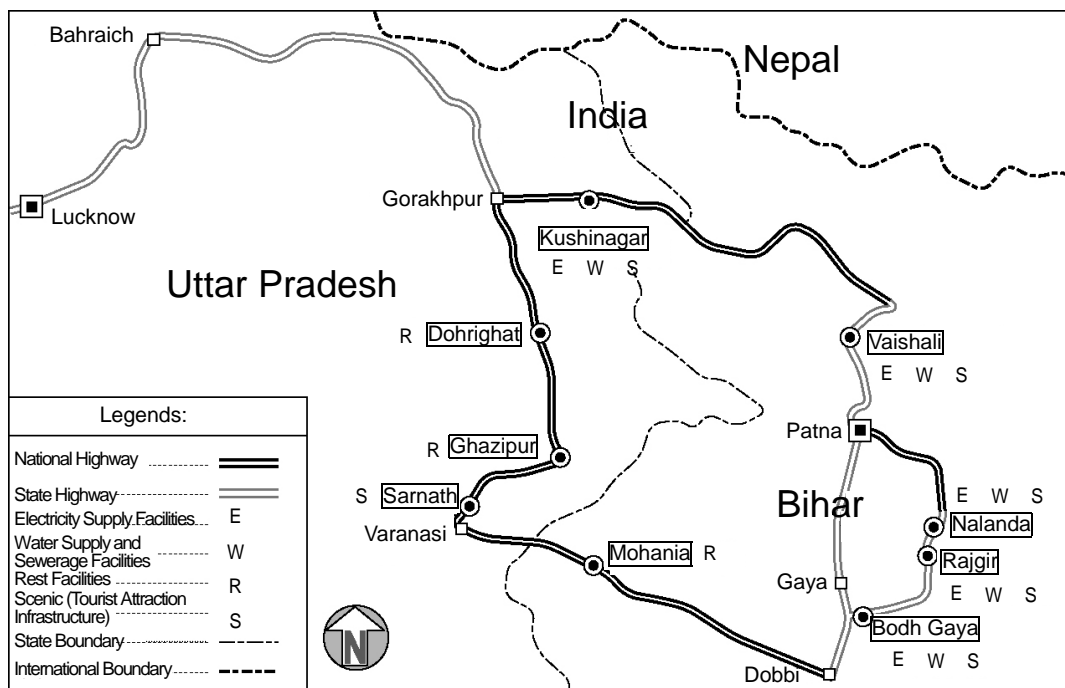 Bahraich
Nepal
India
Lucknow
Gorakhpur
Kushinagar
E W S
Uttar Pradesh
R Dohrighat
Vaishali
E W S
Legends:
National Highway
State Highway
Electricity Supply Facilities E
Water Supply and
Sewerage Facilities W
Rest Facilities R
Scenic (Tourist Attraction
Infrastructure) S
State Boundary
International Boundary
Patna
R Ghazipur
S Sarnath
Varanasi
Bihar
E W S
Nalanda
Mohania R
Rajgir
E W S
Gaya
Bodh Gaya
E W S
Dobbi
N